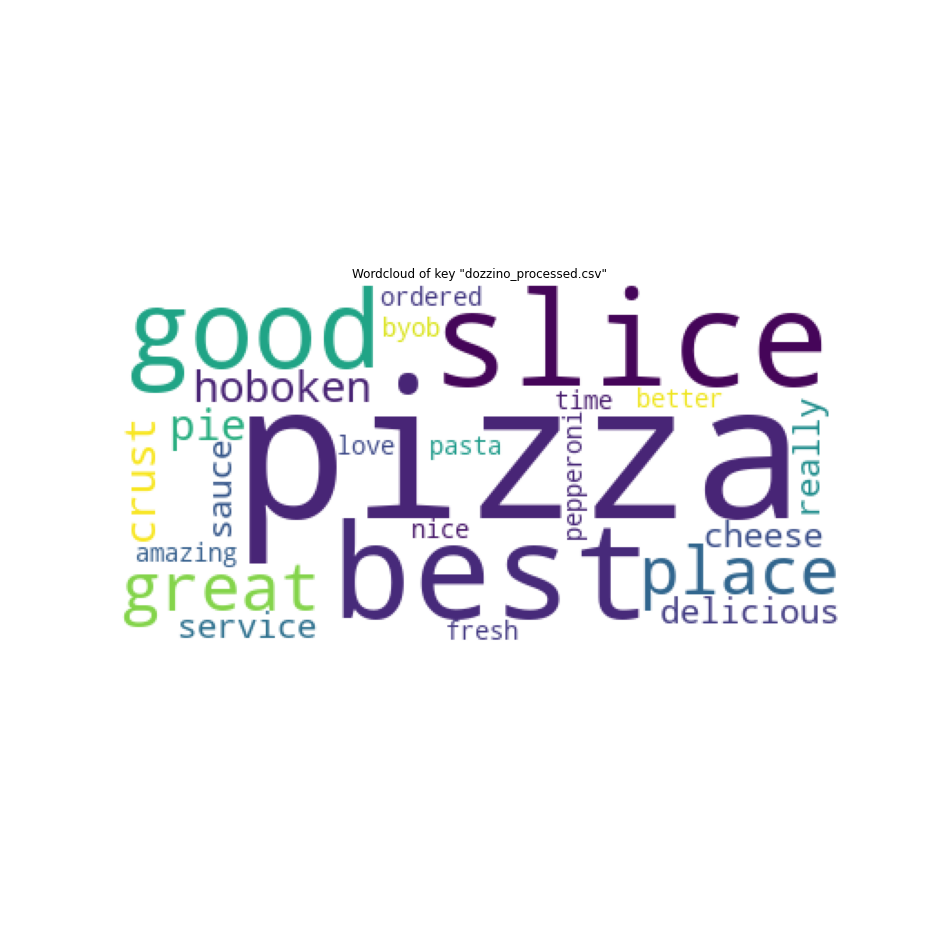 Wordcloud of key "dozzino_processed.csv"
good
ordered
byob
slice
hoboken
time
better
pie
pizza
really
crust
sauce
love
pasta
pepperoni
nice
cheese
amazing
best
place
great
delicious
service
fresh